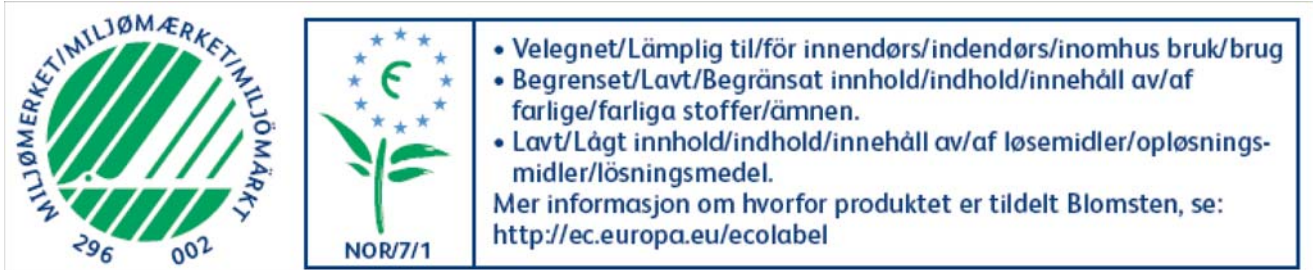 MILJØMERKET/MILJØMÆRKET/MILJÖMÄRKT
296 002
NOR/7/1
• Velegnet/Lämplig til/för innendørs/indendørs/inomhus bruk/brug
• Begrenset/Lavt/Begränsat innhold/indhold/innehåll av/af
farlige/farliga stoffer/ämnen.
• Lavt/Lågt innhold/indhold/innehåll av/af løsemidler/opløsnings-
midler/lösningsmedel.
Mer informasjon om hvorfor produktet er tildelt Blomsten, se:
http://ec.europa.eu/ecolabel